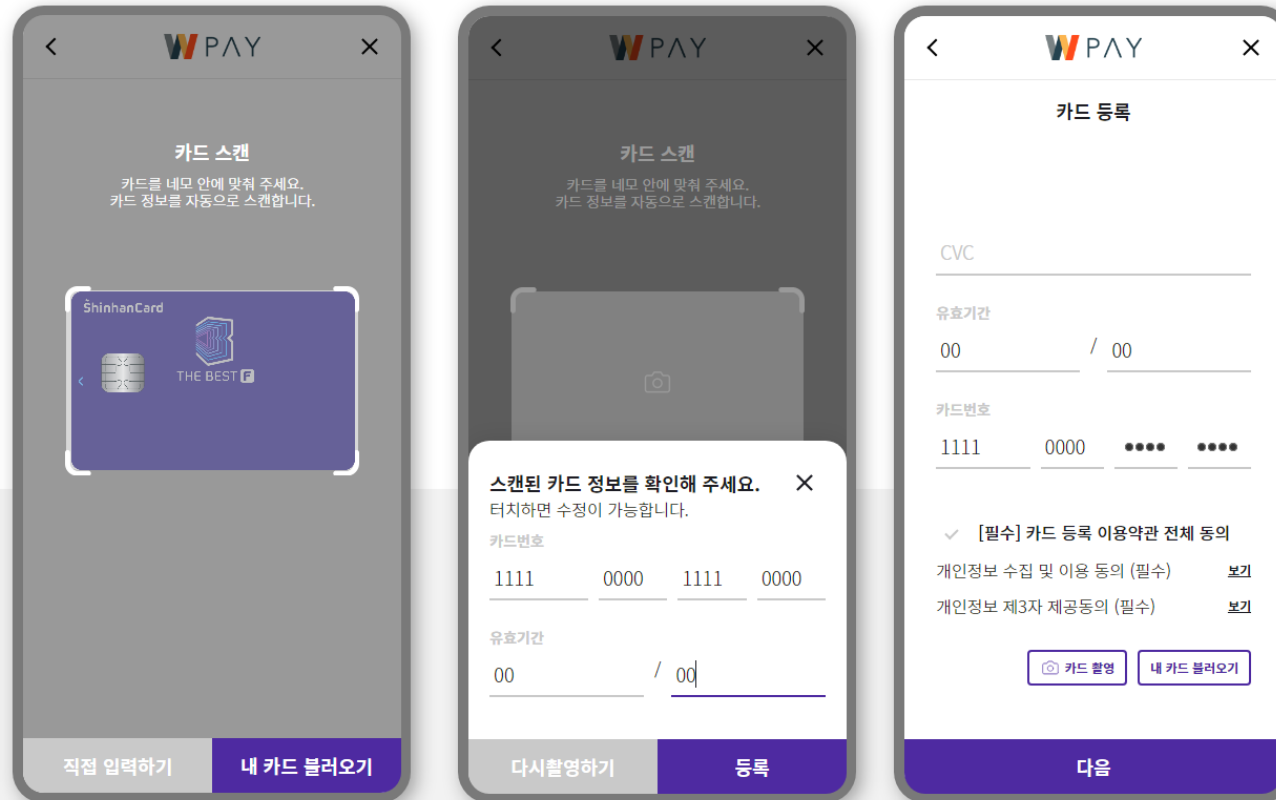 W PAY
카드 스캔
카드를 네모 안에 맞춰 주세요.
카드 정보를 자동으로 스캔합니다.
ShinhanCard
THE BEST F
직접 입력하기
내 카드 블러오기
W PAY
카드 스캔
카드를 네모 안에 맞춰 주세요.
카드 정보를 자동으로 스캔합니다.
스캔된 카드 정보를 확인해 주세요.
터치하면 수정이 가능합니다.
카드번호
1111 0000 1111 0000
유효기간
00 / 00
다시촬영하기
등록
W PAY
카드 등록
CVC
유효기간
00 / 00
카드번호
1111 0000 •••• ••••
[필수] 카드 등록 이용약관 전체 동의
개인정보 수집 및 이용 동의 (필수) 보기
개인정보 제3자 제공동의 (필수) 보기
카드 촬영
내 카드 블러오기
다음